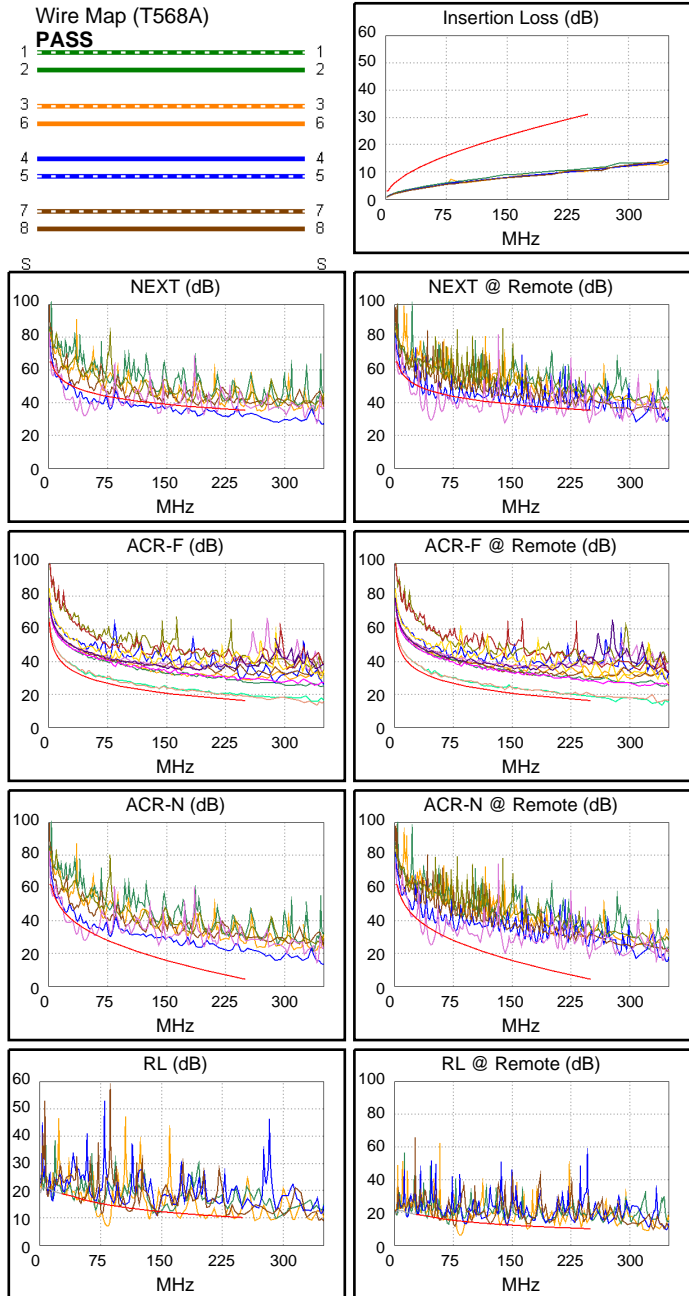 Wire Map (T568A)
PASS
1 1
2 2
3 3
6 6
4 4
5 5
7 7
8 8
S S
Insertion Loss (dB)
60
50
40
30
20
10
0
0 75 150 225 300
MHz
NEXT (dB)
100
80
60
40
20
0
0 75 150 225 300
MHz
NEXT @ Remote (dB)
100
80
60
40
20
0
0 75 150 225 300
MHz
ACR-F (dB)
100
80
60
40
20
0
0 75 150 225 300
MHz
ACR-F @ Remote (dB)
100
80
60
40
20
0
0 75 150 225 300
MHz
ACR-N (dB)
100
80
60
40
20
0
0 75 150 225 300
MHz
ACR-N @ Remote (dB)
100
80
60
40
20
0
0 75 150 225 300
MHz
RL (dB)
60
50
40
30
20
10
0
0 75 150 225 300
MHz
RL @ Remote (dB)
100
80
60
40
20
0
0 75 150 225 300
MHz